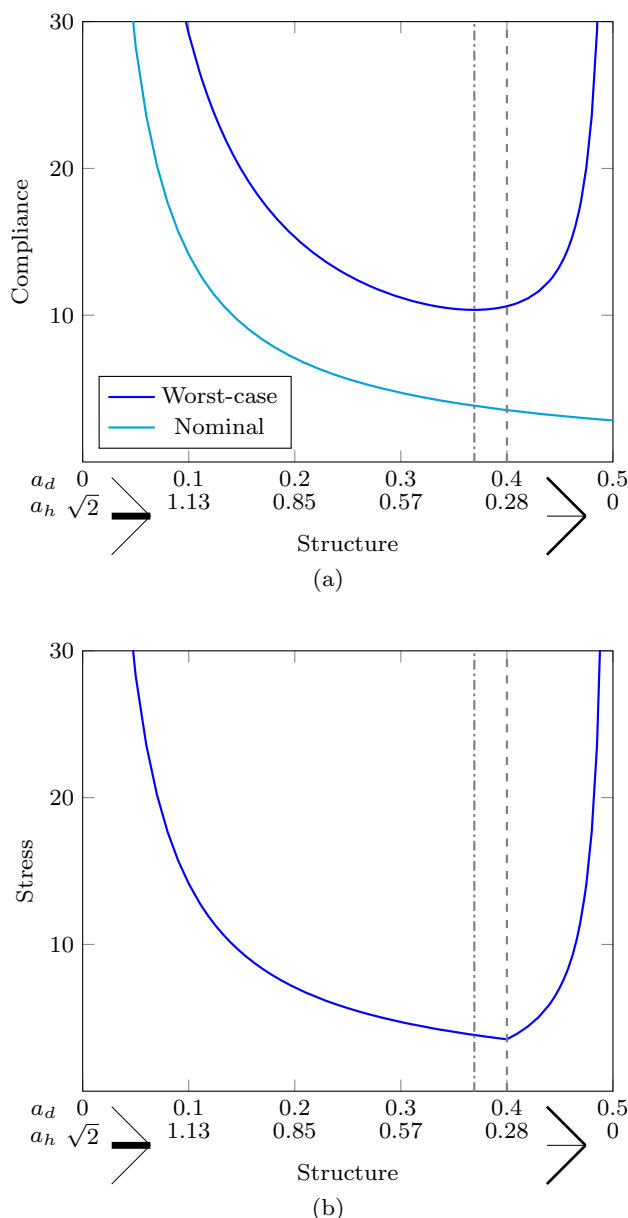 30
20
10
Compliance
Worst-case
Nominal
a_d 0 0.1 0.2 0.3 0.4 0.5
a_h √2 1.13 0.85 0.57 0.28 0
Structure
(a)
30
20
10
Stress
a_d 0 0.1 0.2 0.3 0.4 0.5
a_h √2 1.13 0.85 0.57 0.28 0
Structure
(b)